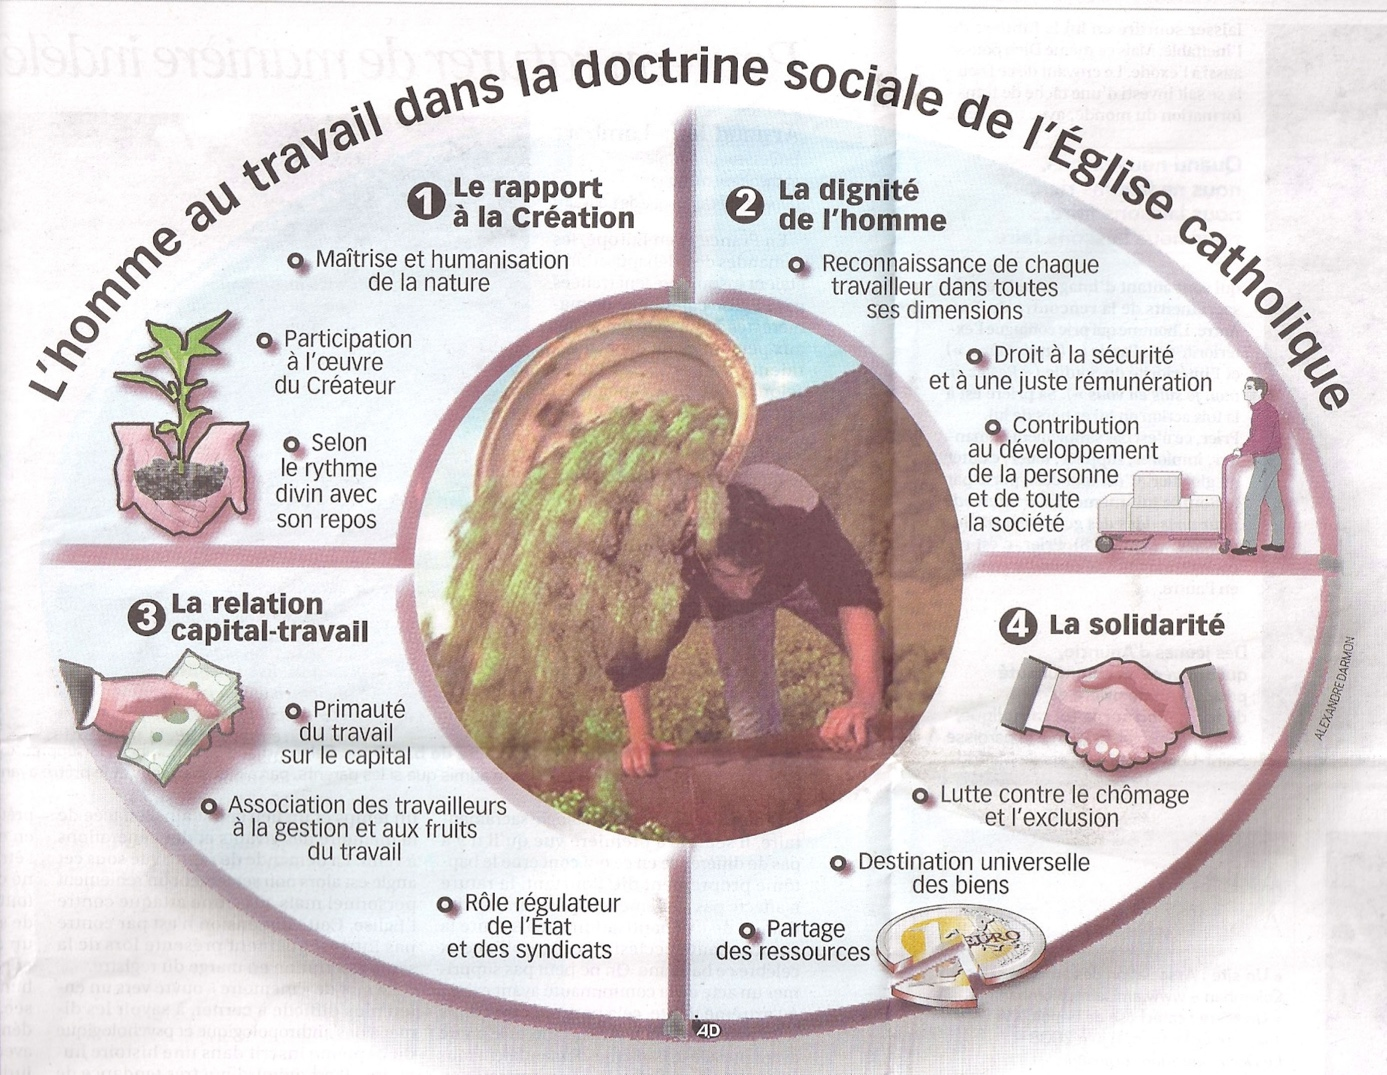 L'homme au travail dans la doctrine sociale de l'Église catholique
1 Le rapport
à la Création
Maîtrise et humanisation
de la nature
Participation
à l'œuvre
du Créateur
Selon
le rythme
divin avec
son repos
2 La dignité
de l'homme
Reconnaissance de chaque
travailleur dans toutes
ses dimensions
Droit à la sécurité
et à une juste rémunération
Contribution
au développement
de la personne
et de toute
la société
3 La relation
capital-travail
Primauté
du travail
sur le capital
Association des travailleurs
à la gestion et aux fruits
du travail
Rôle régulateur
de l'État
et des syndicats
4 La solidarité
Lutte contre le chômage
et l'exclusion
Destination universelle
des biens
Partage
des ressources
EURO
ALEXANDRE DARMON
AD